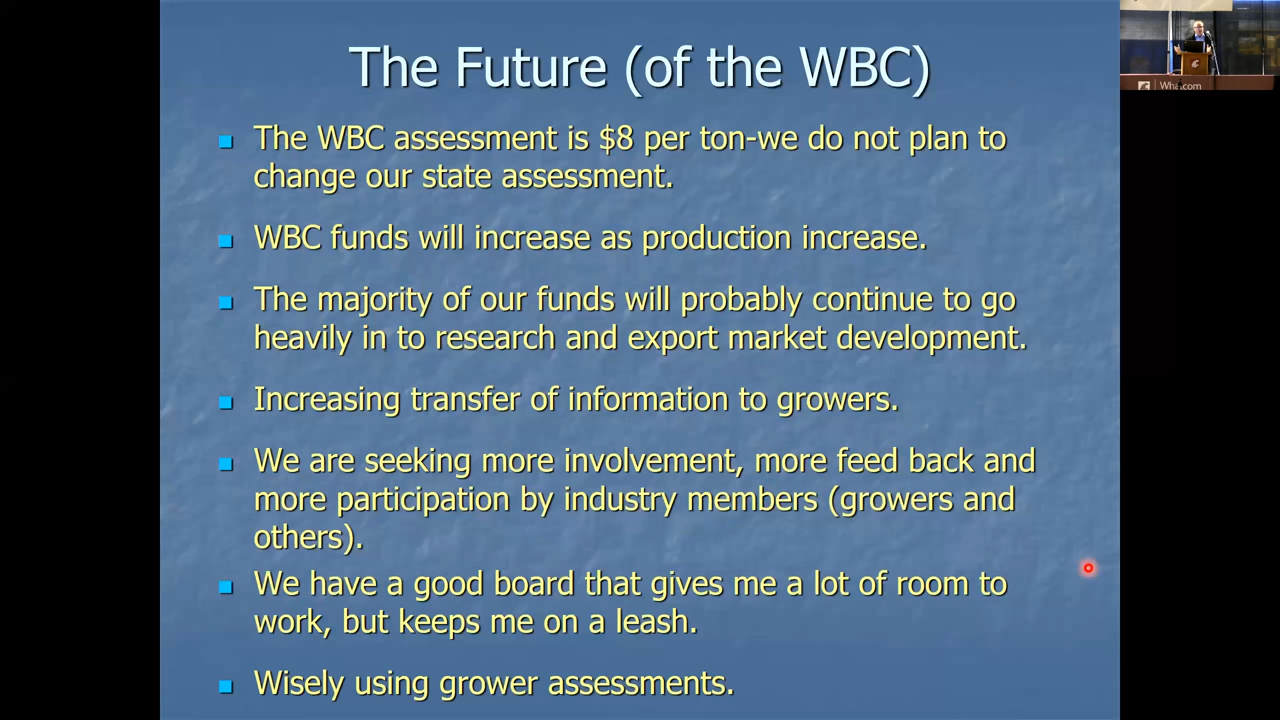 The Future (of the WBC)
The WBC assessment is $8 per ton-we do not plan to
change our state assessment.
WBC funds will increase as production increase.
The majority of our funds will probably continue to go
heavily in to research and export market development.
Increasing transfer of information to growers.
We are seeking more involvement, more feed back and
more participation by industry members (growers and
others).
We have a good board that gives me a lot of room to
work, but keeps me on a leash.
Wisely using grower assessments.